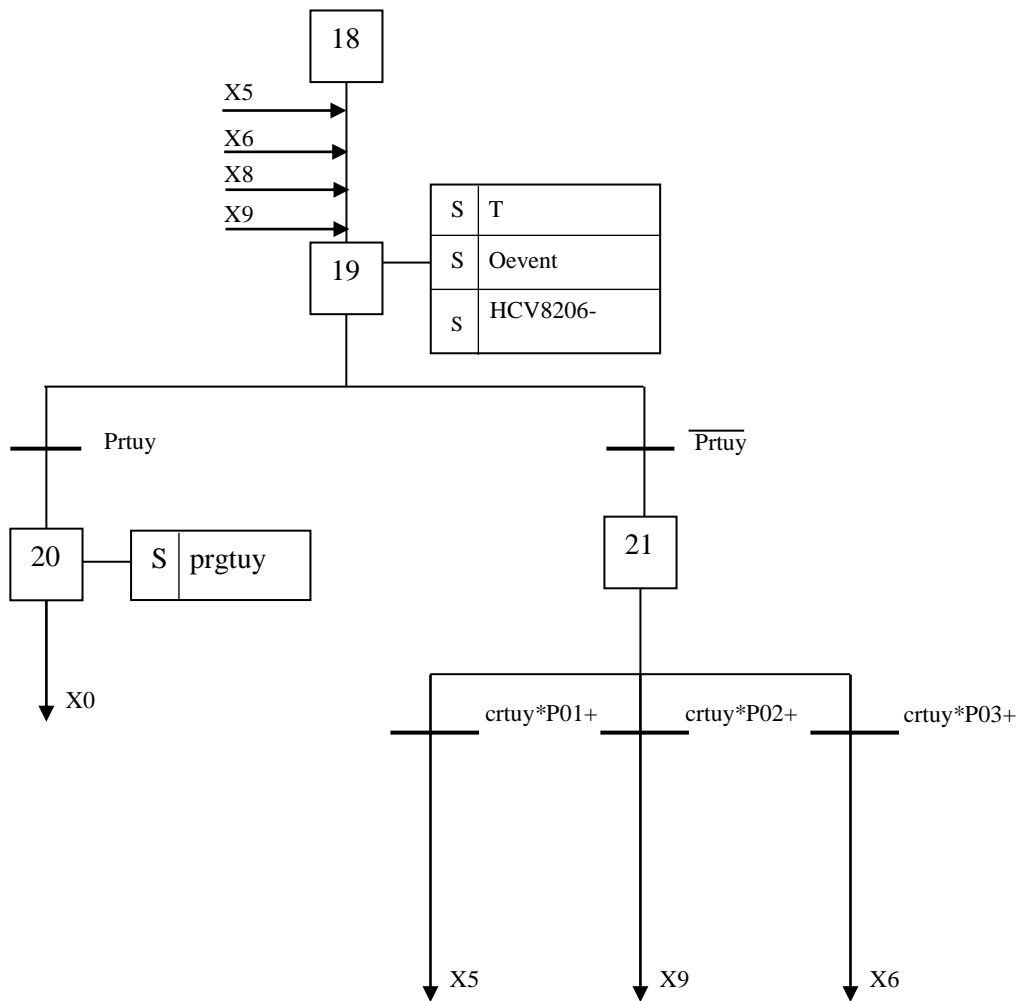 18
X5
X6
X8
X9
S T
19
S Oevent
S HCV8206-
Prtuy
P̅r̅t̅u̅y̅
20
S prgtuy
21
X0
crtuy*P01+
crtuy*P02+
crtuy*P03+
X5
X9
X6